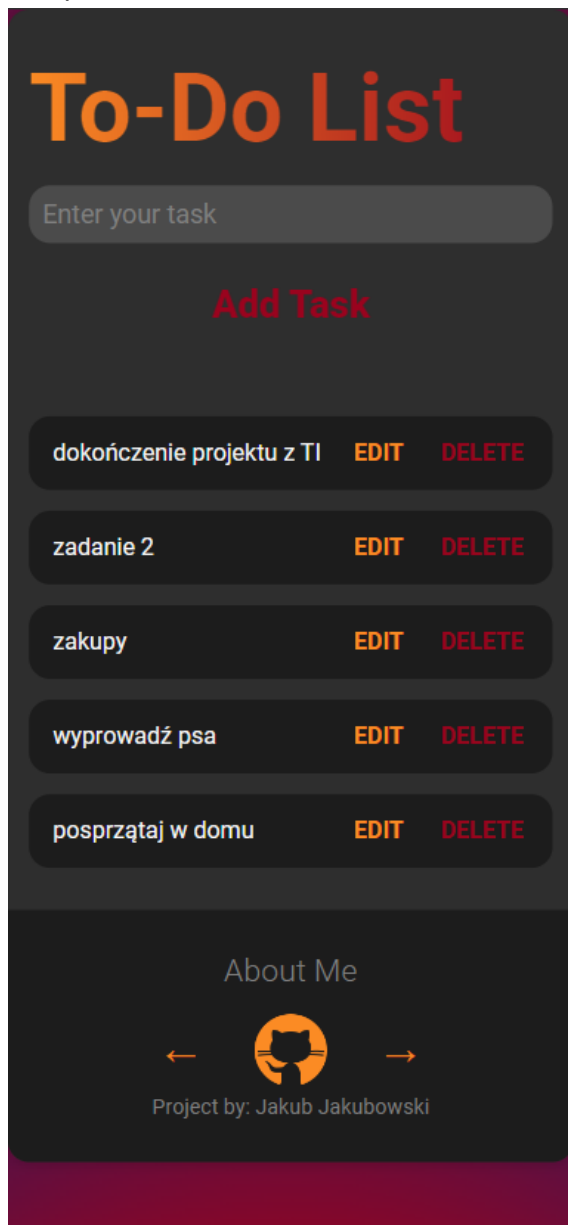 To-Do List
Enter your task
Add Task
dokończenie projektu z TI EDIT DELETE
zadanie 2 EDIT DELETE
zakupy EDIT DELETE
wyprowadź psa EDIT DELETE
posprzątaj w domu EDIT DELETE
About Me
← →
Project by: Jakub Jakubowski